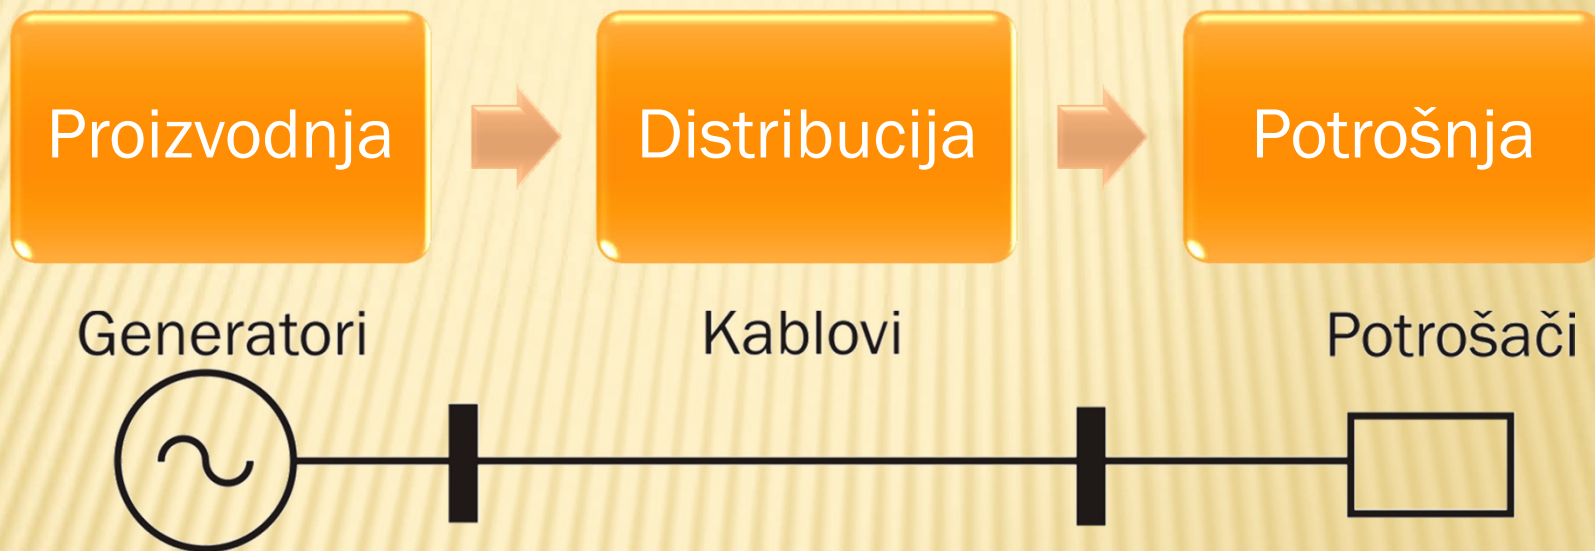 Proizvodnja
Distribucija
Potrošnja
Generatori
Kablovi
Potrošači